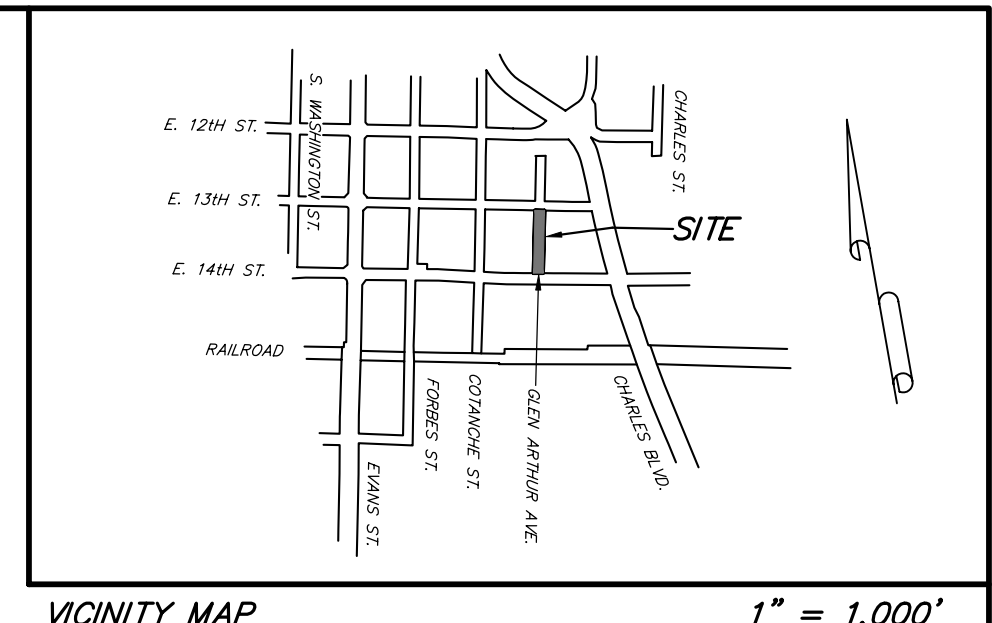 S. WASHINGTON ST.
CHARLES ST.
E. 12tH ST.
E. 13tH ST.
SITE
E. 14tH ST.
RAILROAD
FORBES ST.
COTANCHE ST.
GLEN ARTHUR AVE.
CHARLES BLVD.
EVANS ST.
VICINITY MAP
1" = 1,000'